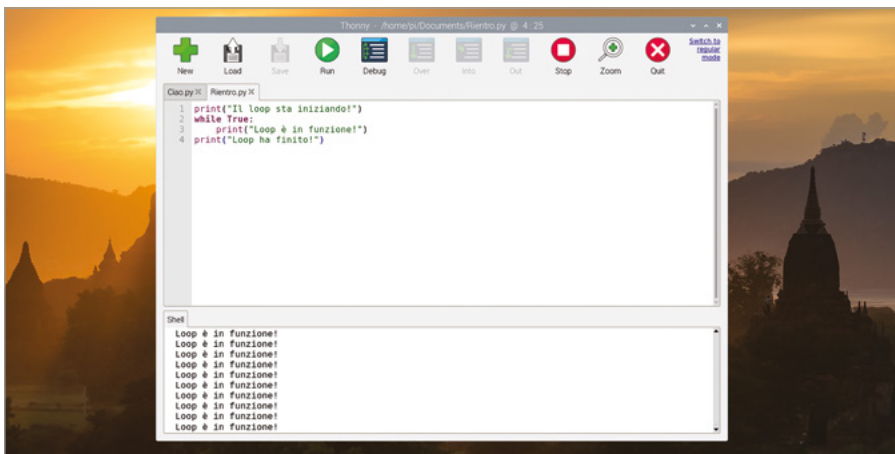 Thonny - /home/pi/Documents/Rientro.py @ 4:25
New Load Save Run Debug Over Into Out Stop Zoom Quit
Switch to
regular
mode
Ciao.py Rientro.py
1 print("Il loop sta iniziando!")
2 while True:
3     print("Loop è in funzione!")
4 print("Loop ha finito!")
Shell
Loop è in funzione!
Loop è in funzione!
Loop è in funzione!
Loop è in funzione!
Loop è in funzione!
Loop è in funzione!
Loop è in funzione!
Loop è in funzione!
Loop è in funzione!
Loop è in funzione!